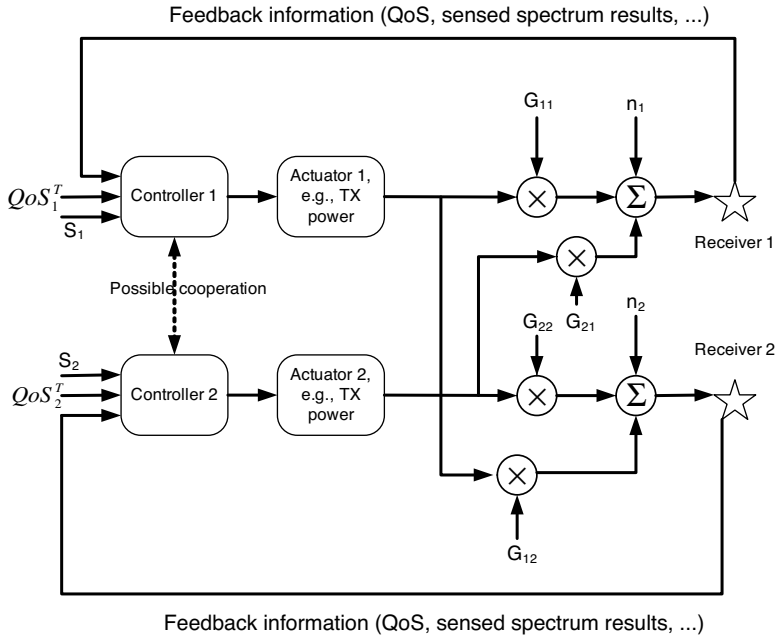 Feedback information (QoS, sensed spectrum results, ...)
G11
n1
QoS1^T
S1
Controller 1
Actuator 1,
e.g., TX
power
×
Σ
Receiver 1
×
Possible cooperation
G22
G21
n2
Receiver 2
S2
QoS2^T
Controller 2
Actuator 2,
e.g., TX
power
×
Σ
×
G12
Feedback information (QoS, sensed spectrum results, ...)